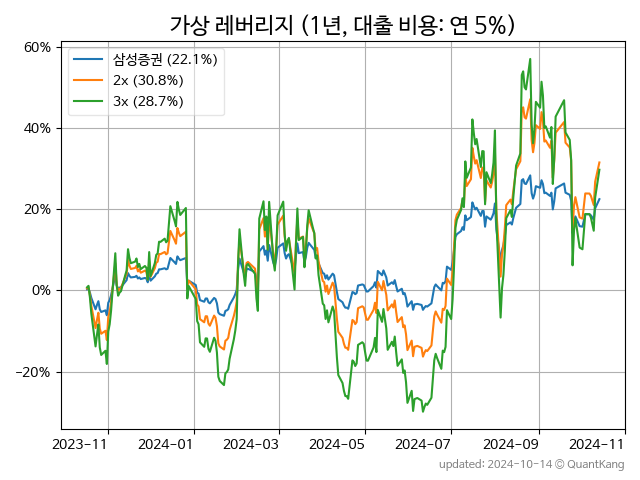 가상 레버리지 (1년, 대출 비용: 연 5%)
60%
40%
20%
0%
−20%
삼성증권 (22.1%)
2x (30.8%)
3x (28.7%)
2023-11
2024-01
2024-03
2024-05
2024-07
2024-09
2024-11
updated: 2024-10-14 © QuantKang